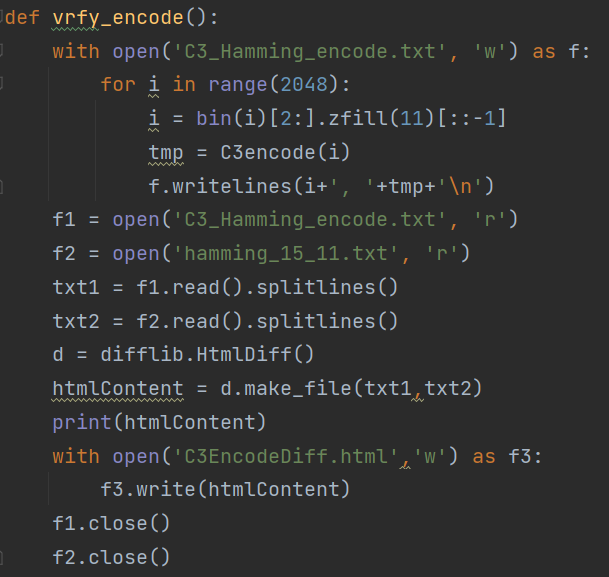 def vrfy_encode():
    with open('C3_Hamming_encode.txt', 'w') as f:
        for i in range(2048):
            i = bin(i)[2:].zfill(11)[::-1]
            tmp = C3encode(i)
            f.writelines(i+', '+tmp+'\n')
    f1 = open('C3_Hamming_encode.txt', 'r')
    f2 = open('hamming_15_11.txt', 'r')
    txt1 = f1.read().splitlines()
    txt2 = f2.read().splitlines()
    d = difflib.HtmlDiff()
    htmlContent = d.make_file(txt1,txt2)
    print(htmlContent)
    with open('C3EncodeDiff.html','w') as f3:
        f3.write(htmlContent)
    f1.close()
    f2.close()